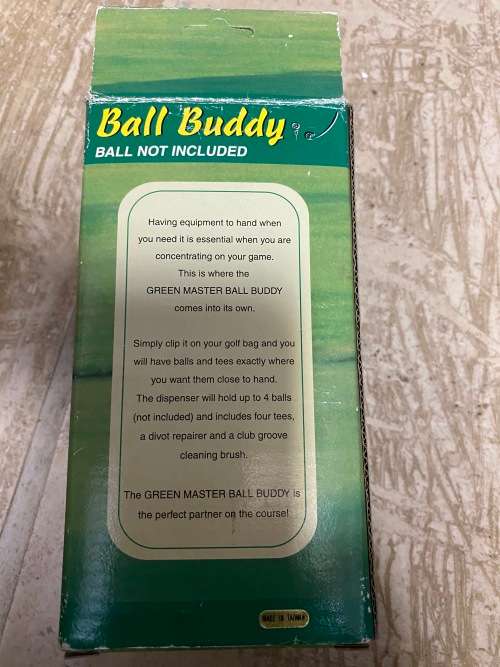 Ball Buddy
BALL NOT INCLUDED
Having equipment to hand when
you need it is essential when you are
concentrating on your game.
This is where the
GREEN MASTER BALL BUDDY
comes into its own.
Simply clip it on your golf bag and you
will have balls and tees exactly where
you want them close to hand.
The dispenser will hold up to 4 balls
(not included) and includes four tees,
a divot repairer and a club groove
cleaning brush.
The GREEN MASTER BALL BUDDY is
the perfect partner on the course!
MADE IN TAIWAN